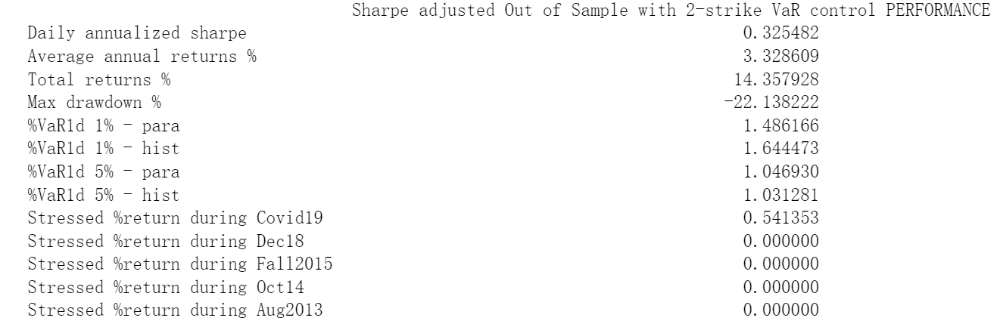 Sharpe adjusted Out of Sample with 2-strike VaR control PERFORMANCE
Daily annualized sharpe 0.325482
Average annual returns % 3.328609
Total returns % 14.357928
Max drawdown % -22.138222
%VaR1d 1% - para 1.486166
%VaR1d 1% - hist 1.644473
%VaR1d 5% - para 1.046930
%VaR1d 5% - hist 1.031281
Stressed %return during Covid19 0.541353
Stressed %return during Dec18 0.000000
Stressed %return during Fall2015 0.000000
Stressed %return during Oct14 0.000000
Stressed %return during Aug2013 0.000000